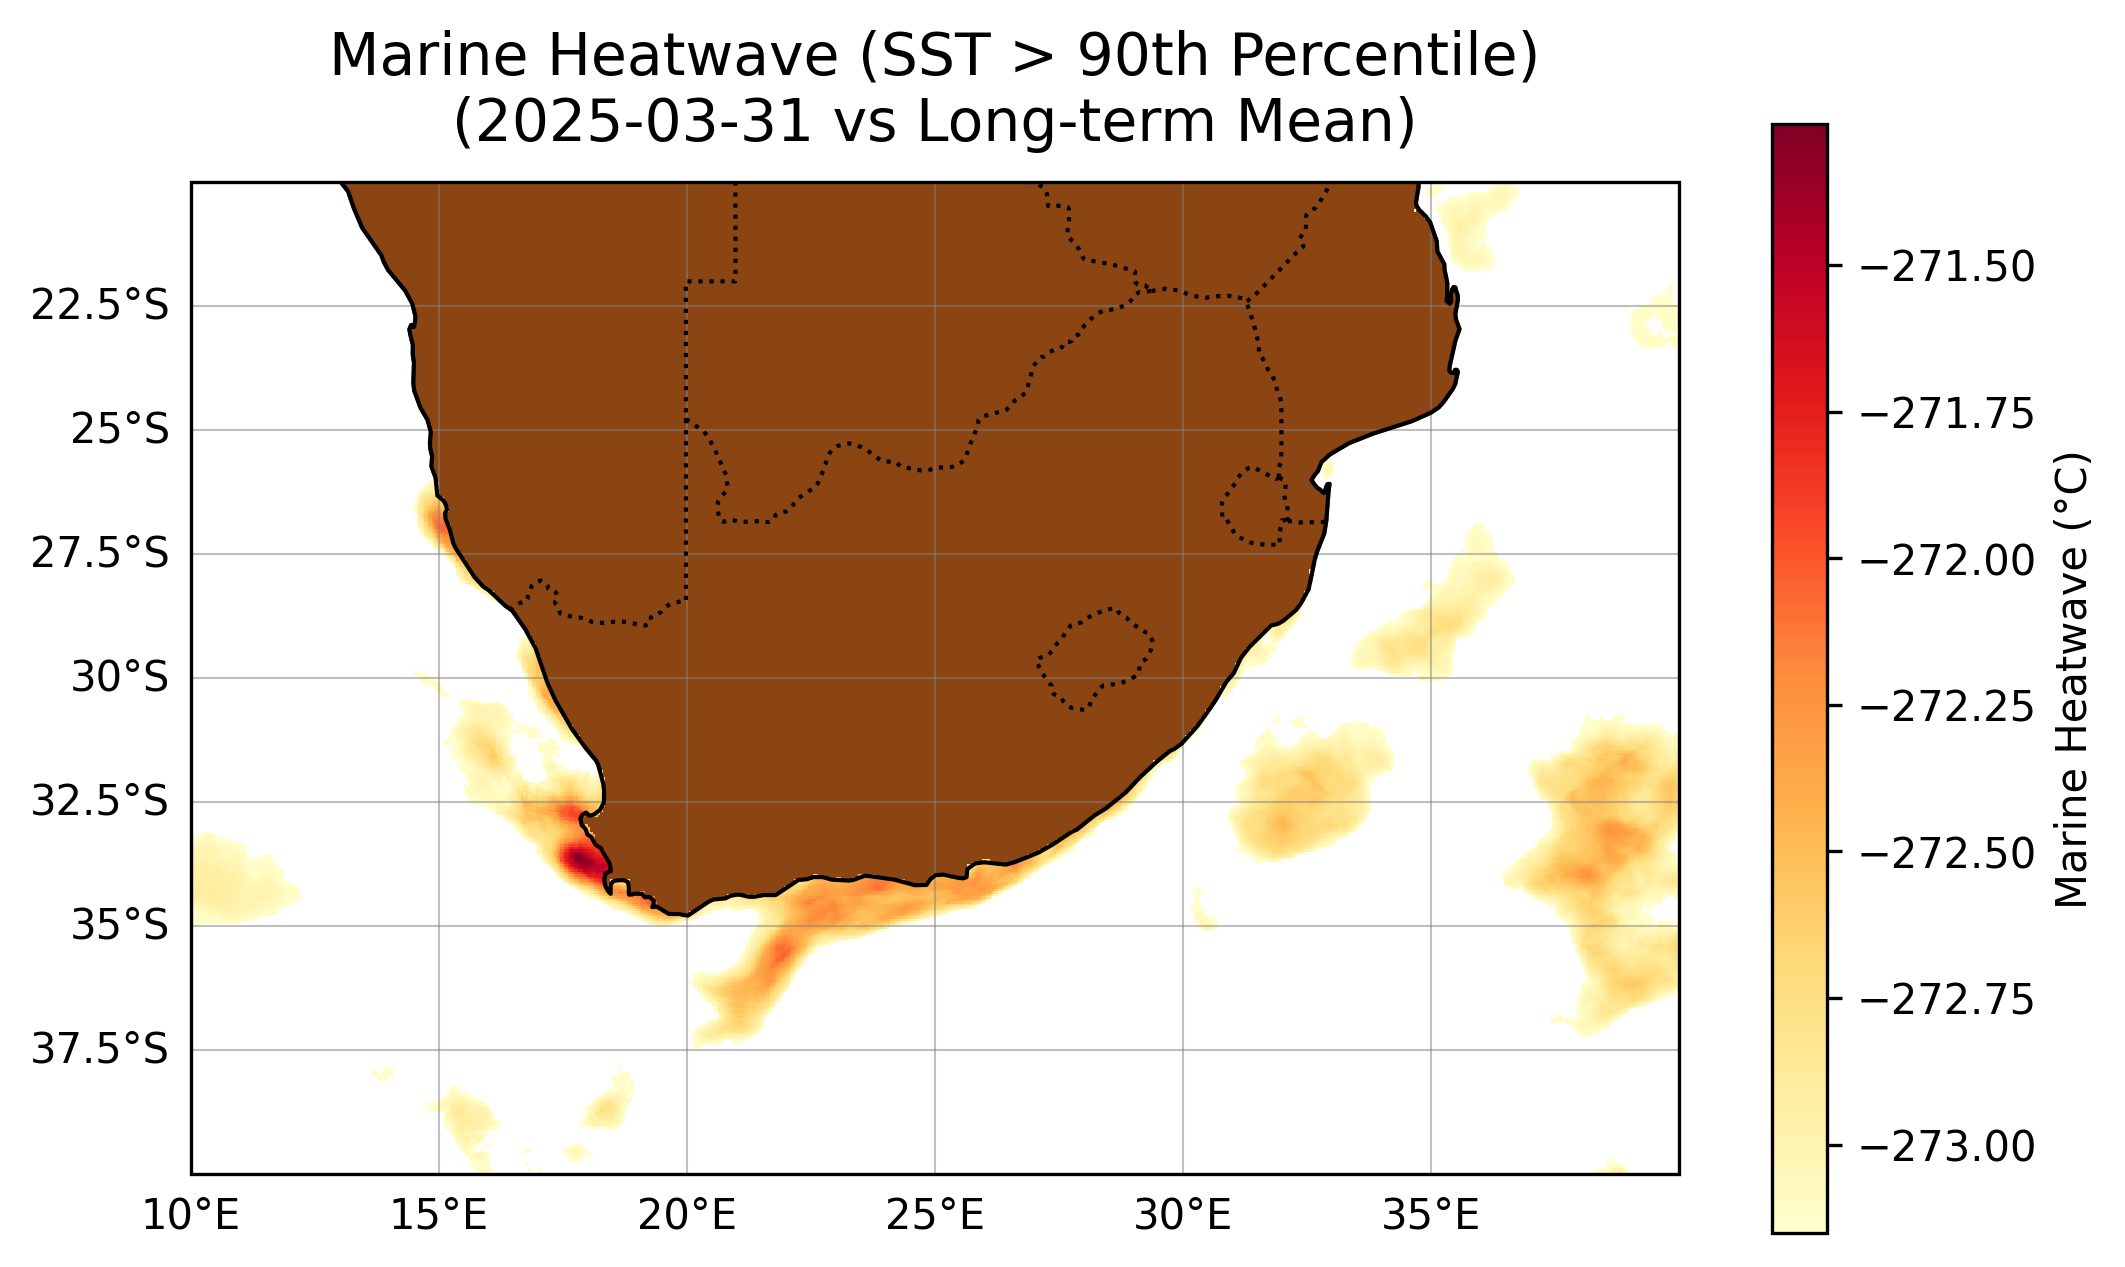 Marine Heatwave (SST > 90th Percentile)
(2025-03-31 vs Long-term Mean)
22.5°S
25°S
27.5°S
30°S
32.5°S
35°S
37.5°S
10°E
15°E
20°E
25°E
30°E
35°E
−271.50
−271.75
−272.00
−272.25
−272.50
−272.75
−273.00
Marine Heatwave (°C)